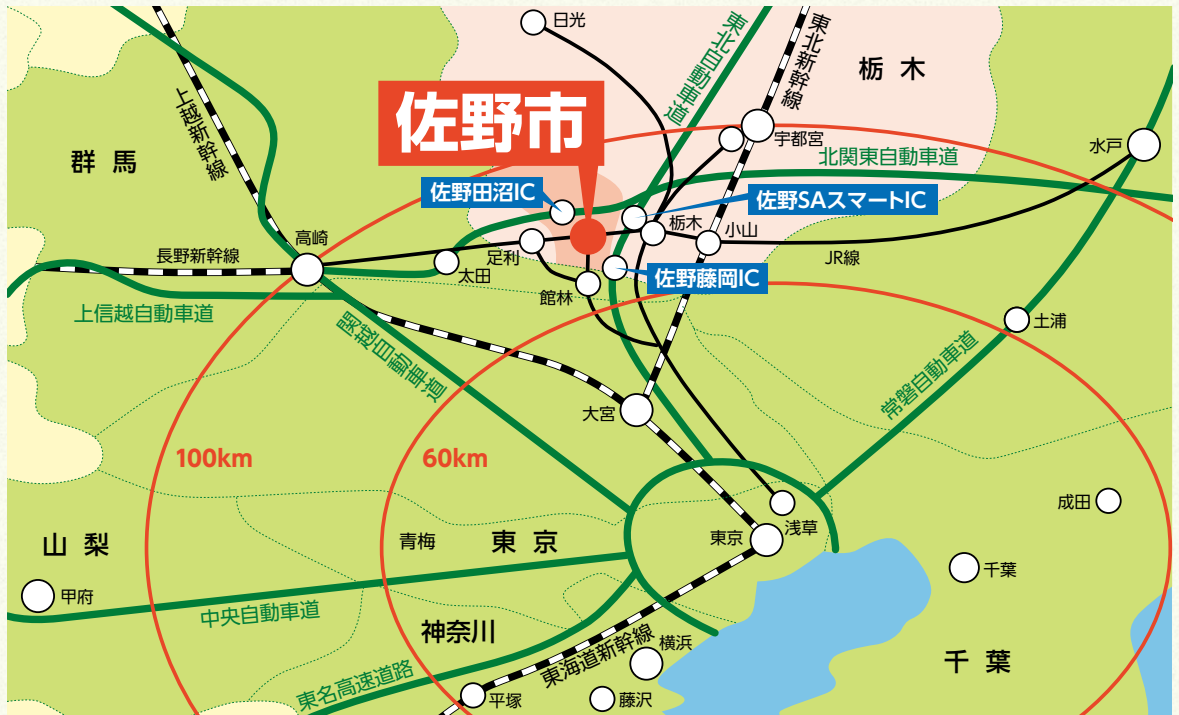 日光
東北自動車道
東北新幹線
栃木
上越新幹線
佐野市
群馬
宇都宮
水戸
北関東自動車道
佐野田沼IC
佐野SAスマートIC
栃木
小山
高崎
長野新幹線
足利
太田
JR線
佐野藤岡IC
館林
上信越自動車道
関越自動車道
土浦
常磐自動車道
大宮
100km
60km
成田
山梨
青梅
東京
東京
浅草
千葉
甲府
中央自動車道
神奈川
東海道新幹線
横浜
千葉
東名高速道路
平塚
藤沢